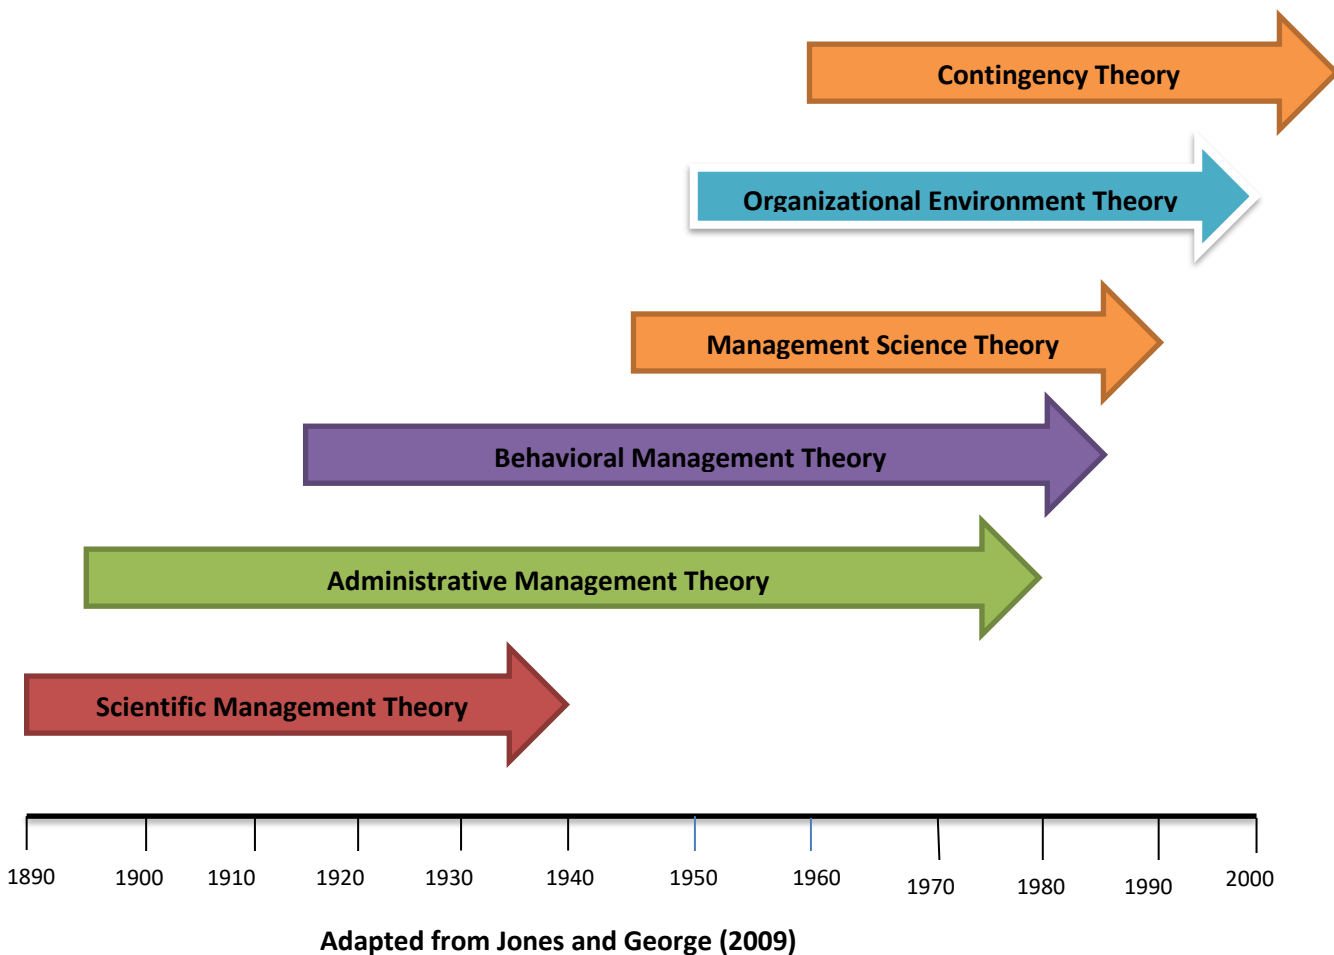 Contingency Theory
Organizational Environment Theory
Management Science Theory
Behavioral Management Theory
Administrative Management Theory
Scientific Management Theory
1890 1900 1910 1920 1930 1940 1950 1960 1970 1980 1990 2000
Adapted from Jones and George (2009)